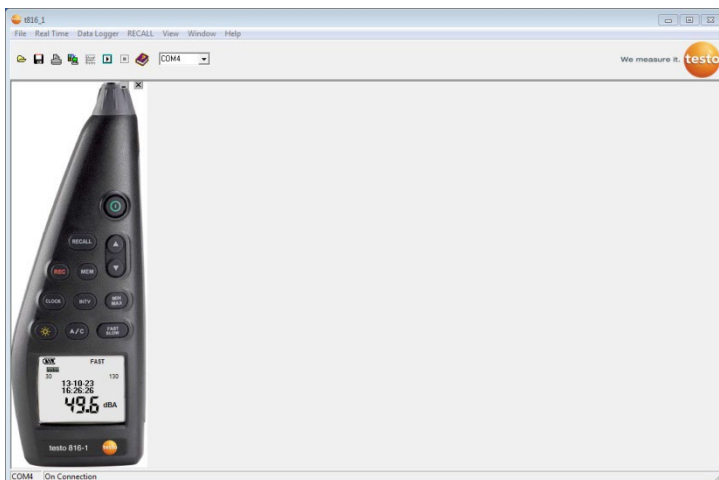 t816_1
File Real Time Data Logger RECALL View Window Help
COM4
We measure it. testo
RECALL
REC MEM
CLOCK INTV MIN MAX
A/C FAST SLOW
FAST
30 130
13-10-23
16:26:26
49.6 dBA
testo 816-1 testo
COM4 On Connection